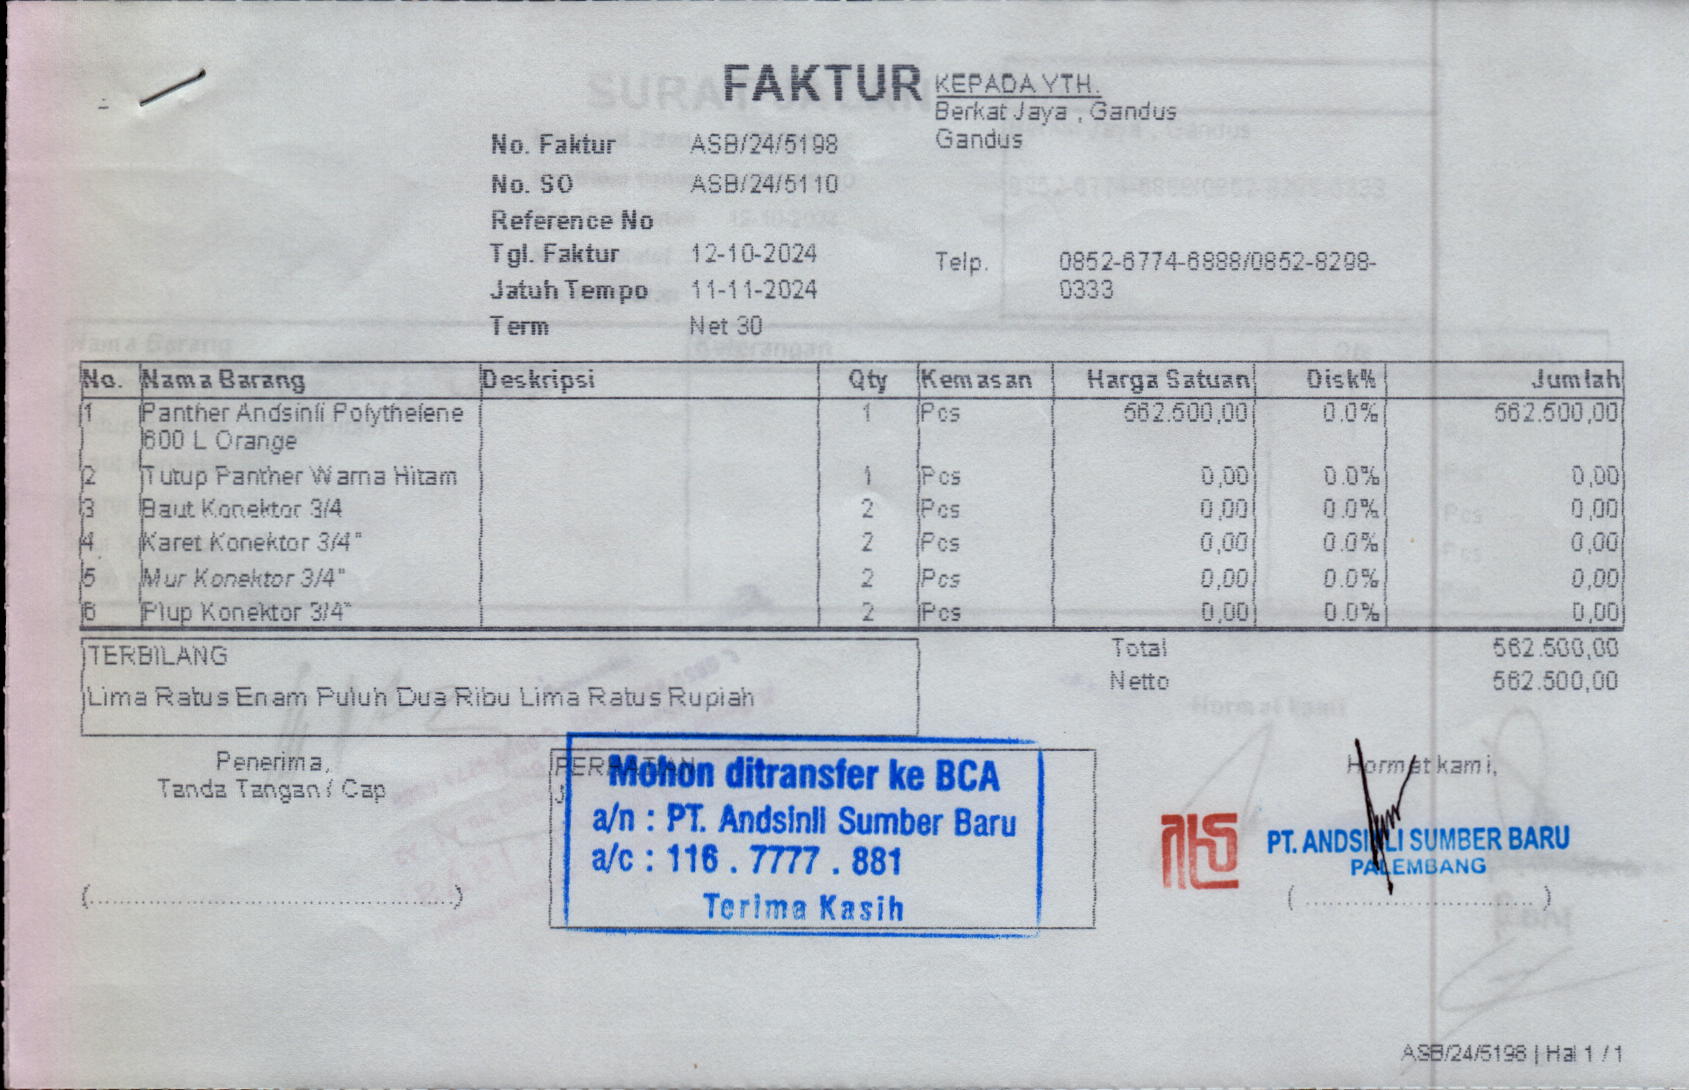 FAKTUR
KEPADA YTH.
Berkat Jaya , Gandus
Gandus
No. Faktur ASB/24/5198
No. SO ASB/24/5110
Reference No
Tgl. Faktur 12-10-2024
Jatuh Tempo 11-11-2024
Term Net 30
Telp. 0852-6774-6888/0852-8298-
0333
No. Nama Barang Deskripsi Qty Kemasan Harga Satuan Disk% Jumlah
1 Panther Andsinli Polythelene 1 Pcs 562.500,00 0.0% 562.500,00
600 L Orange
2 Tutup Panther Warna Hitam 1 Pcs 0,00 0.0% 0,00
3 Baut Konektor 3/4 2 Pcs 0,00 0.0% 0,00
4 Karet Konektor 3/4" 2 Pcs 0,00 0.0% 0,00
5 Mur Konektor 3/4" 2 Pcs 0,00 0.0% 0,00
6 Plup Konektor 3/4" 2 Pcs 0,00 0.0% 0,00
TERBILANG
Lima Ratus Enam Puluh Dua Ribu Lima Ratus Rupiah
Total 562.500,00
Netto 562.500,00
Penerima,
Tanda Tangan / Cap
(..........................................)
Mohon ditransfer ke BCA
a/n : PT. Andsinli Sumber Baru
a/c : 116 . 7777 . 881
Terima Kasih
Hormat kami,
PT. ANDSINLI SUMBER BARU
PALEMBANG
( ............................ )
ASB/24/5198 | Hal 1 / 1